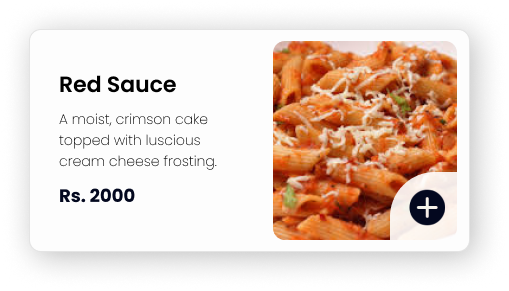 Red Sauce
A moist, crimson cake
topped with luscious
cream cheese frosting.
Rs. 2000